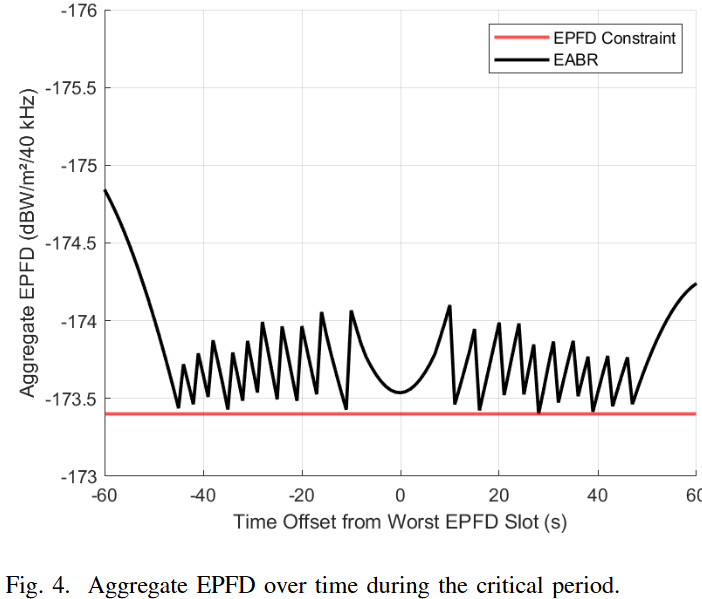 -176
-175.5
-175
-174.5
-174
-173.5
-173
-60
-40
-20
0
20
40
60
Aggregate EPFD (dBW/m²/40 kHz)
Time Offset from Worst EPFD Slot (s)
EPFD Constraint
EABR
Fig. 4. Aggregate EPFD over time during the critical period.